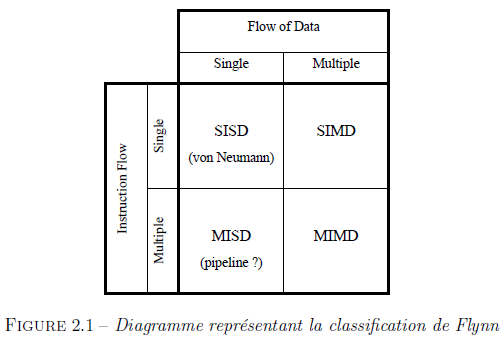 Flow of Data
Single Multiple
Instruction Flow
Single
SISD
(von Neumann)
SIMD
Multiple
MISD
(pipeline ?)
MIMD
FIGURE 2.1 – Diagramme représentant la classification de Flynn